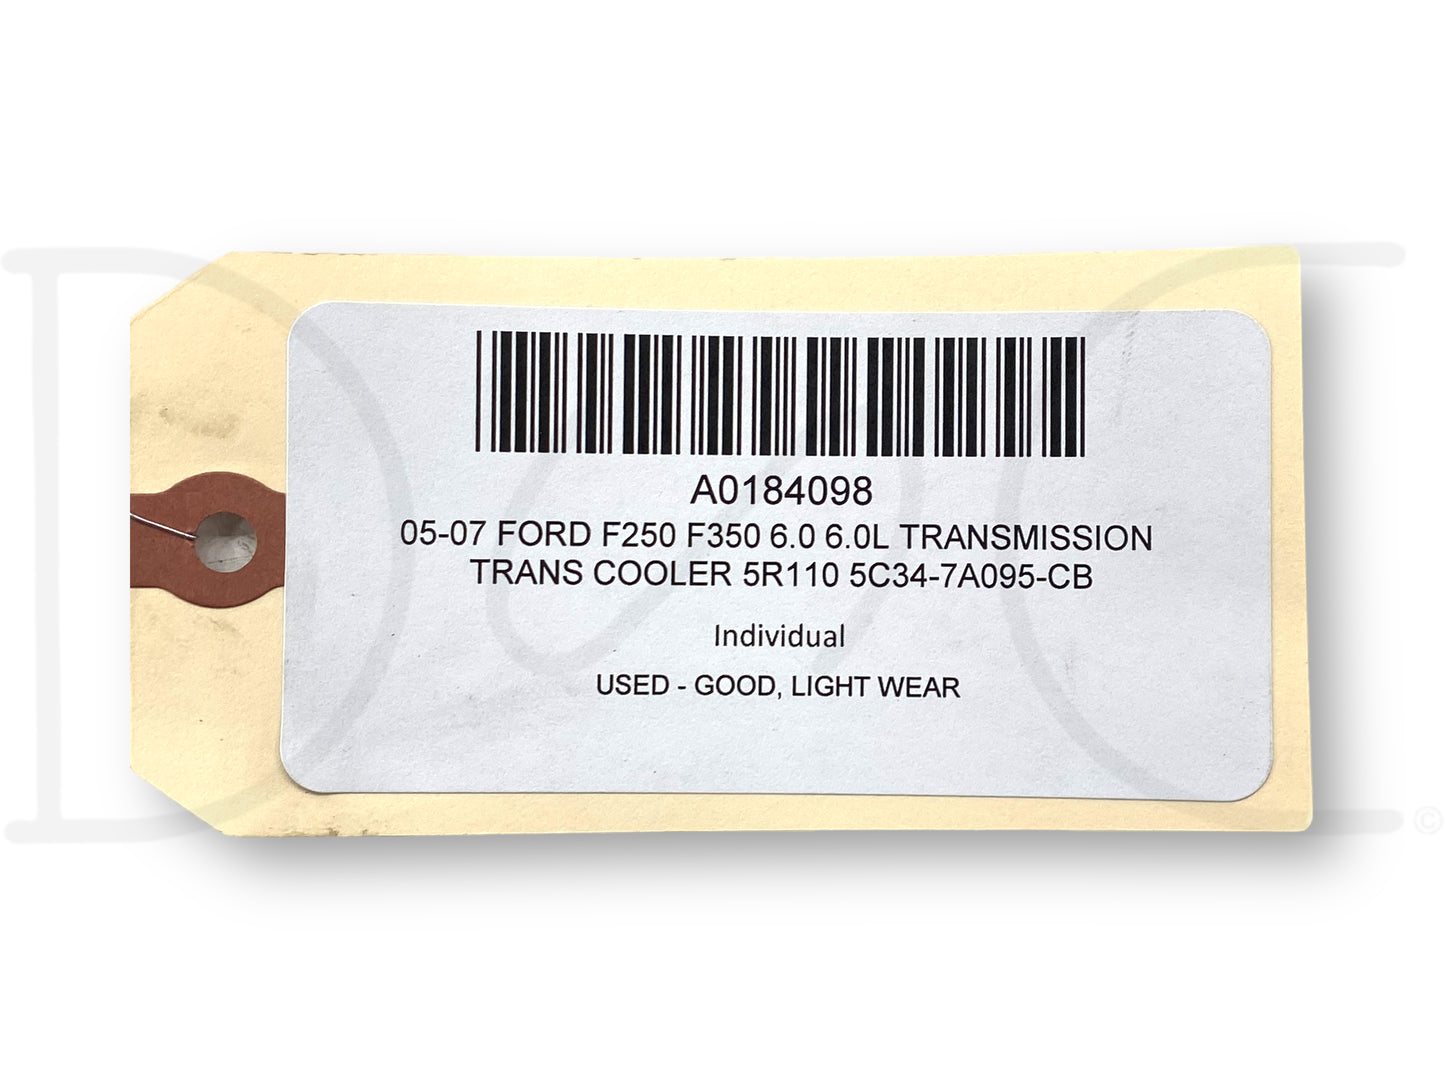 A0184098
05-07 FORD F250 F350 6.0 6.0L TRANSMISSION
TRANS COOLER 5R110 5C34-7A095-CB
Individual
USED - GOOD, LIGHT WEAR
©